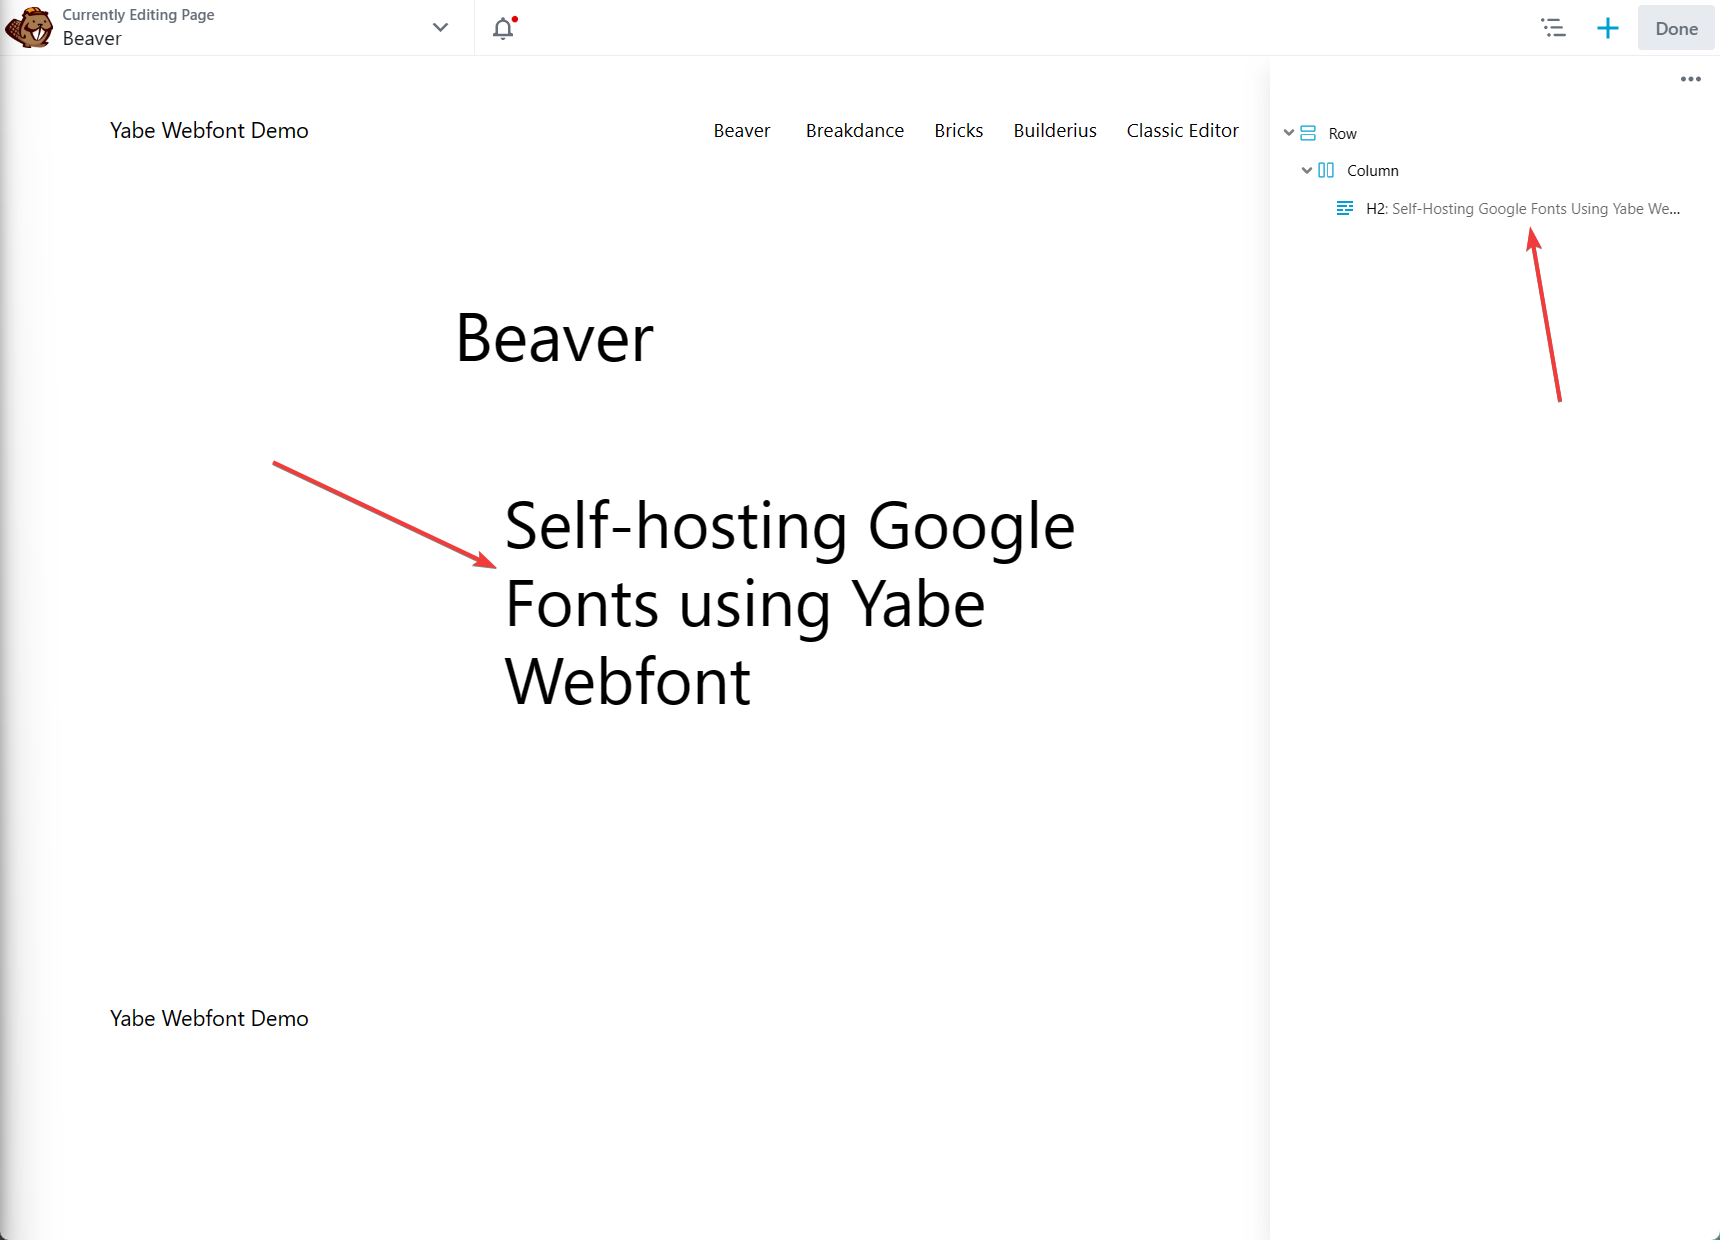 Currently Editing Page
Beaver
Done
Yabe Webfont Demo
Beaver Breakdance Bricks Builderius Classic Editor
Row
Column
H2: Self-Hosting Google Fonts Using Yabe We...
Beaver
Self-hosting Google
Fonts using Yabe
Webfont
Yabe Webfont Demo